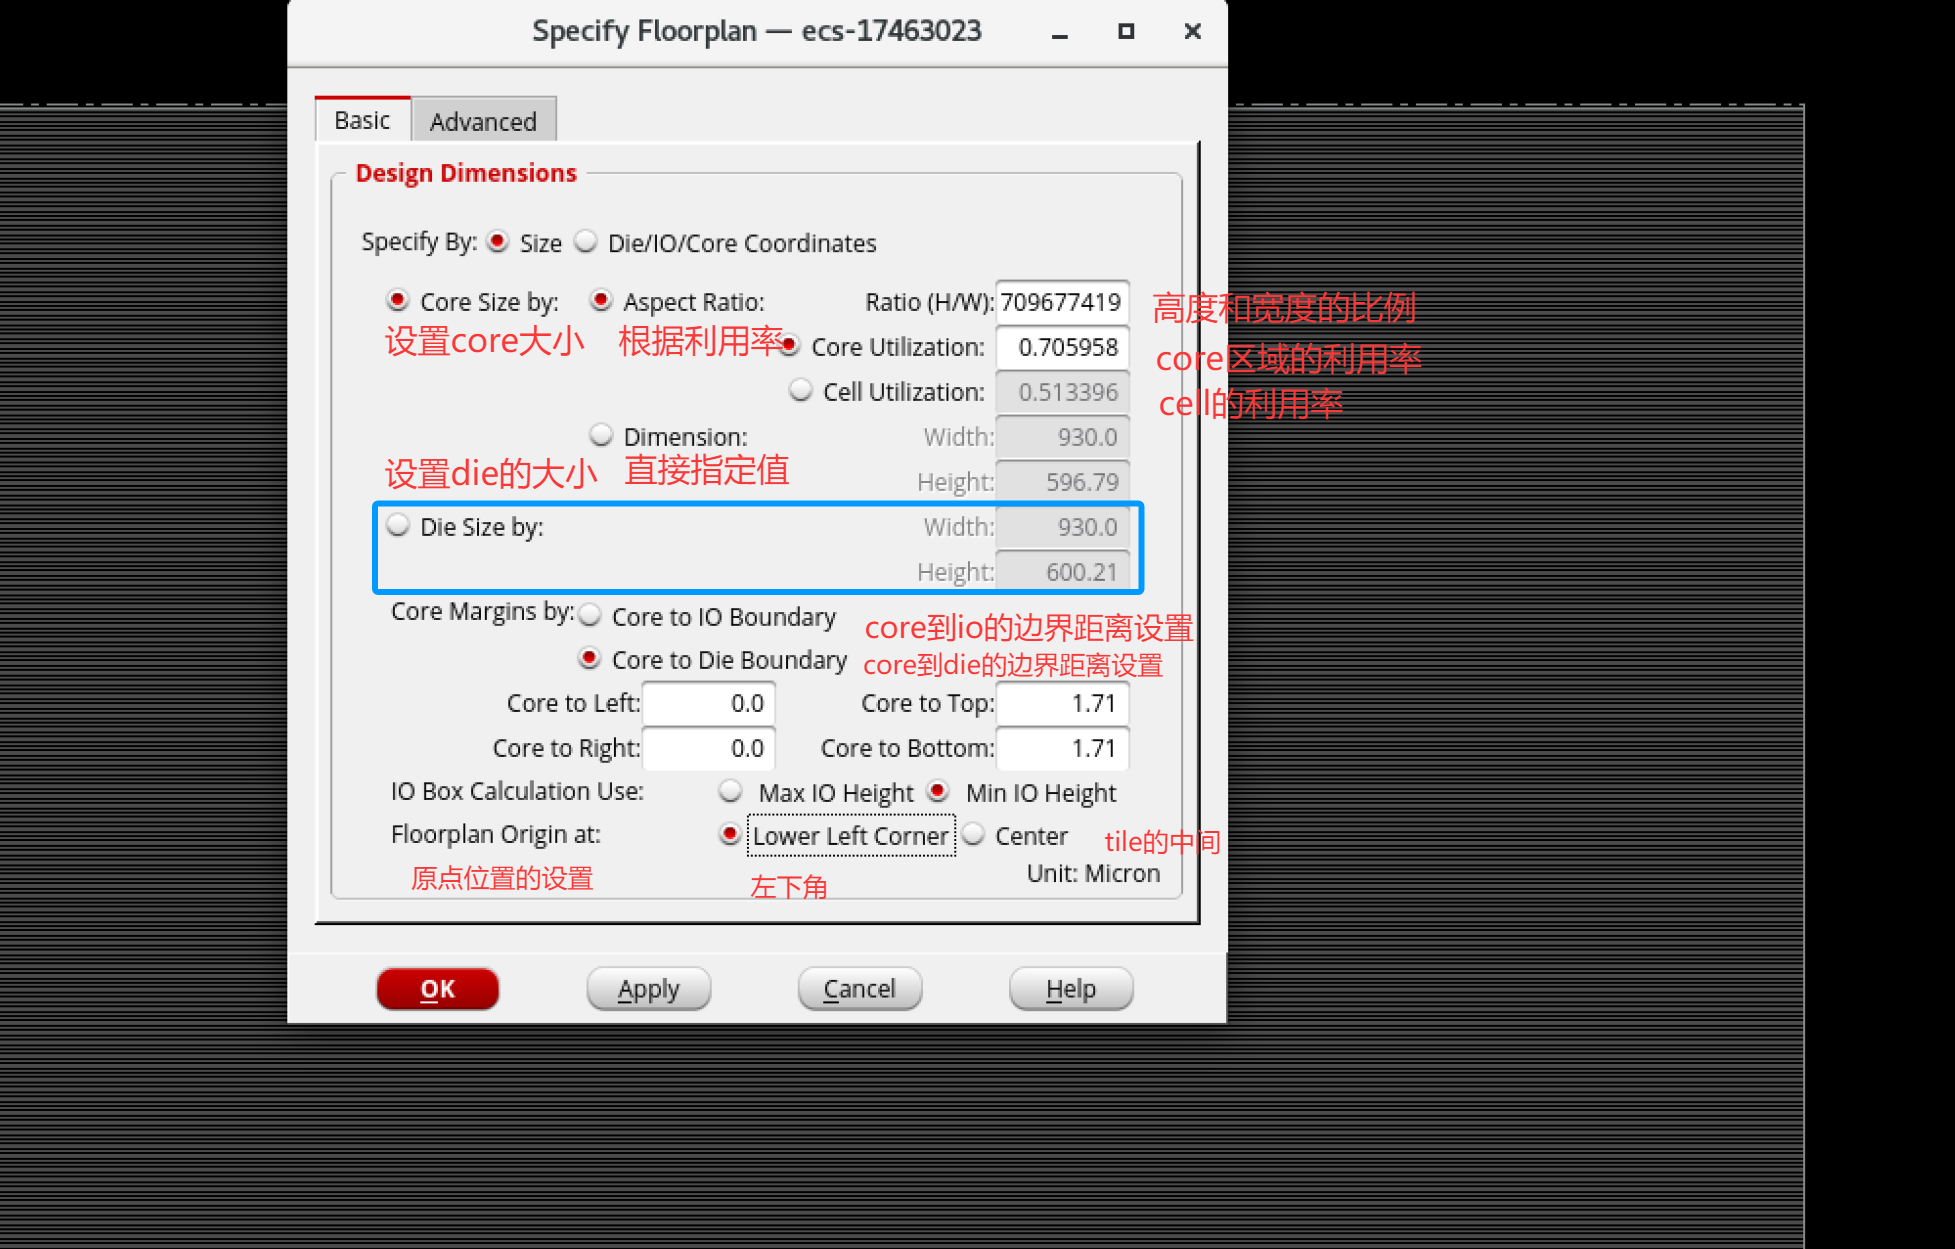 Specify Floorplan — ecs-17463023
Basic Advanced
Design Dimensions
Specify By: Size Die/IO/Core Coordinates
Core Size by: Aspect Ratio: Ratio (H/W): 709677419 高度和宽度的比例
设置core大小 根据利用率 Core Utilization: 0.705958 core区域的利用率
Cell Utilization: 0.513396 cell的利用率
Dimension: Width: 930.0
设置die的大小 直接指定值 Height: 596.79
Die Size by: Width: 930.0
Height: 600.21
Core Margins by: Core to IO Boundary core到io的边界距离设置
Core to Die Boundary core到die的边界距离设置
Core to Left: 0.0 Core to Top: 1.71
Core to Right: 0.0 Core to Bottom: 1.71
IO Box Calculation Use: Max IO Height Min IO Height
Floorplan Origin at: Lower Left Corner Center tile的中间
原点位置的设置 左下角 Unit: Micron
OK Apply Cancel Help